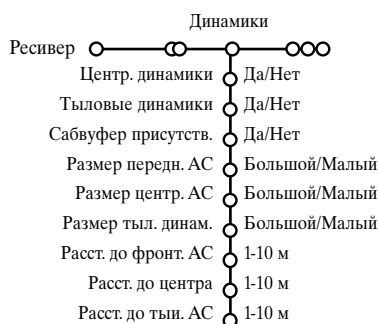 Динамики
Ресивер
Центр. динамики Да/Нет
Тыловые динамики Да/Нет
Сабвуфер присутств. Да/Нет
Размер передн. АС Большой/Малый
Размер центр. АС Большой/Малый
Размер тыл. динам. Большой/Малый
Расст. до фронт. АС 1-10 м
Расст. до центра 1-10 м
Расст. до тыи. АС 1-10 м